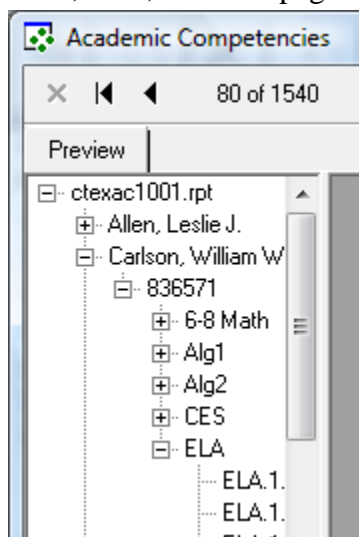 Academic Competencies
80 of 1540
Preview
ctexac1001.rpt
Allen, Leslie J.
Carlson, William W
836571
6-8 Math
Alg1
Alg2
CES
ELA
ELA.1.
ELA.1.